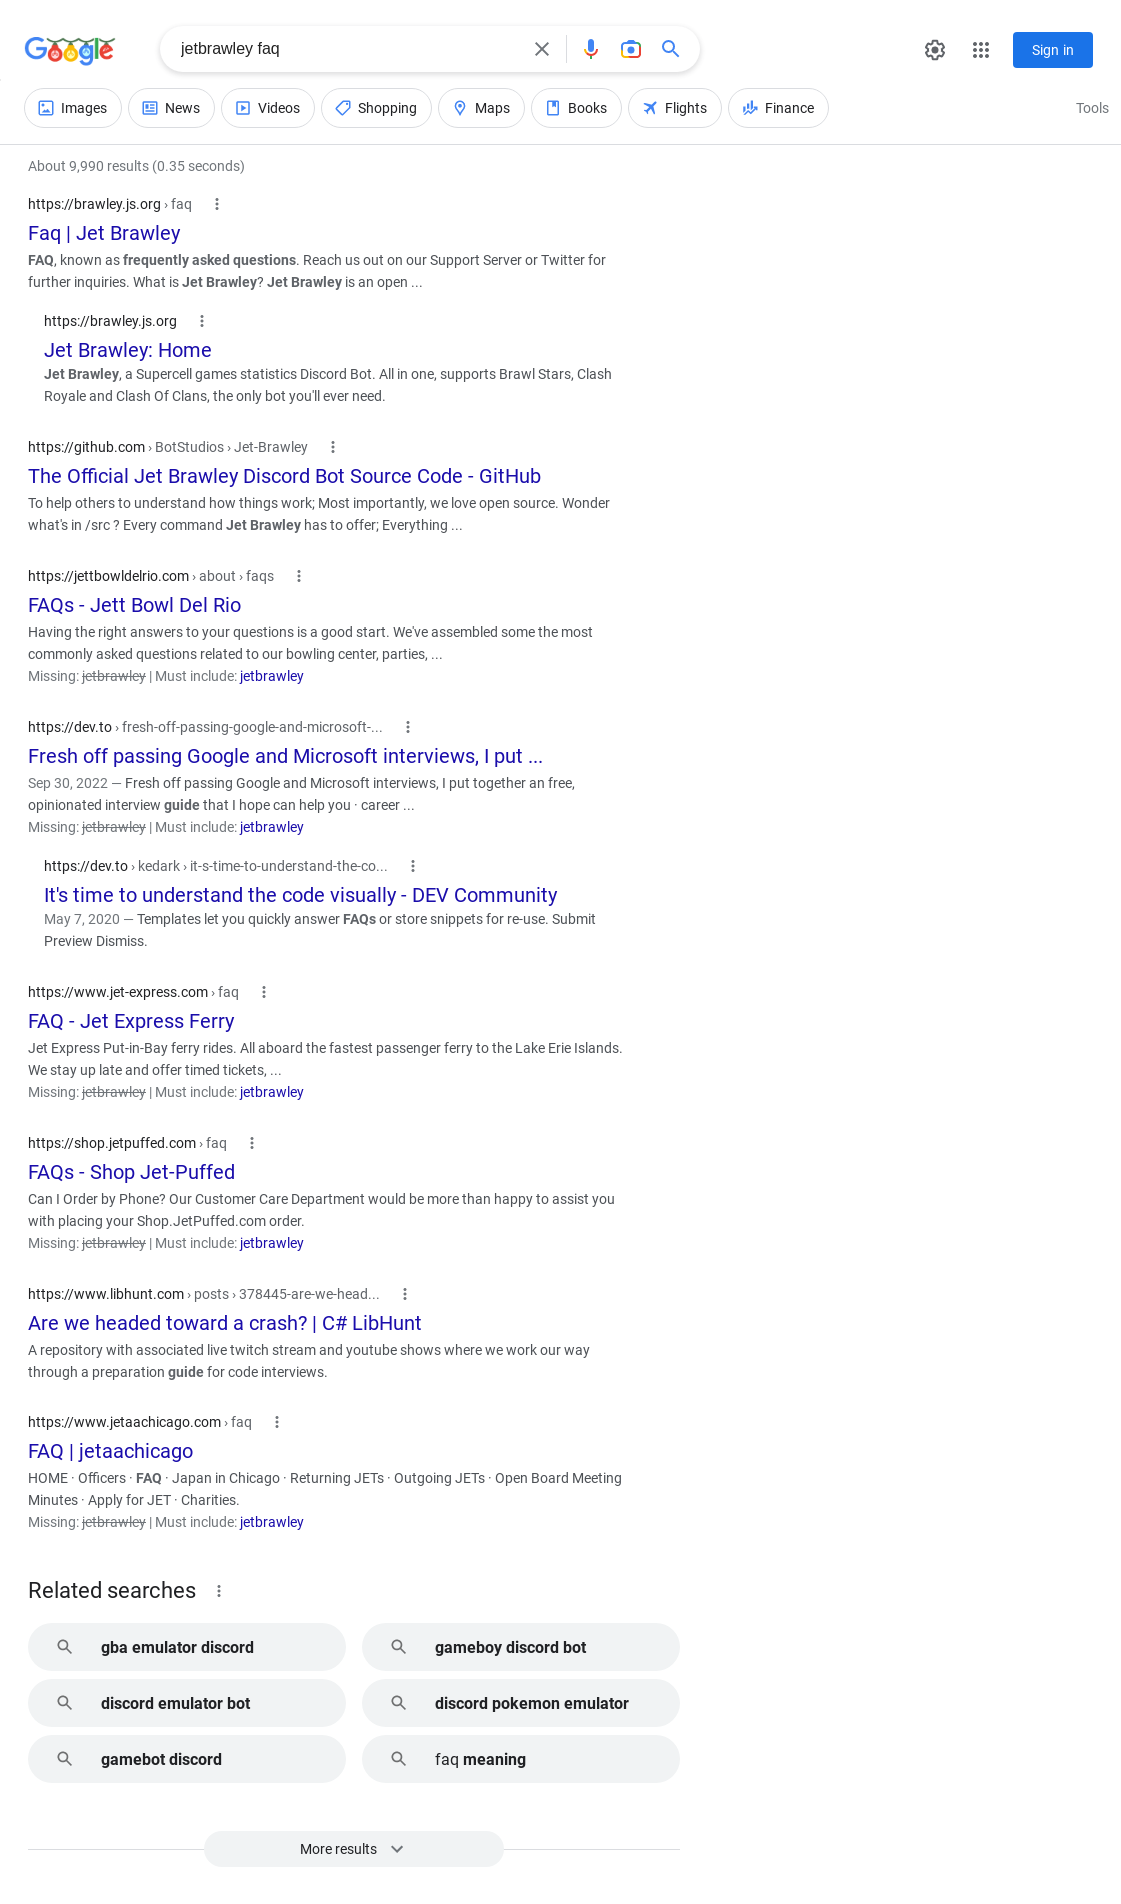 Google
jetbrawley faq
Sign in
Images
News
Videos
Shopping
Maps
Books
Flights
Finance
Tools
About 9,990 results (0.35 seconds)
https://brawley.js.org › faq
Faq | Jet Brawley
FAQ, known as frequently asked questions. Reach us out on our Support Server or Twitter for
further inquiries. What is Jet Brawley? Jet Brawley is an open ...
https://brawley.js.org
Jet Brawley: Home
Jet Brawley, a Supercell games statistics Discord Bot. All in one, supports Brawl Stars, Clash
Royale and Clash Of Clans, the only bot you'll ever need.
https://github.com › BotStudios › Jet-Brawley
The Official Jet Brawley Discord Bot Source Code - GitHub
To help others to understand how things work; Most importantly, we love open source. Wonder
what's in /src ? Every command Jet Brawley has to offer; Everything ...
https://jettbowldelrio.com › about › faqs
FAQs - Jett Bowl Del Rio
Having the right answers to your questions is a good start. We've assembled some the most
commonly asked questions related to our bowling center, parties, ...
Missing: jetbrawley | Must include: jetbrawley
https://dev.to › fresh-off-passing-google-and-microsoft-...
Fresh off passing Google and Microsoft interviews, I put ...
Sep 30, 2022 — Fresh off passing Google and Microsoft interviews, I put together an free,
opinionated interview guide that I hope can help you · career ...
Missing: jetbrawley | Must include: jetbrawley
https://dev.to › kedark › it-s-time-to-understand-the-co...
It's time to understand the code visually - DEV Community
May 7, 2020 — Templates let you quickly answer FAQs or store snippets for re-use. Submit
Preview Dismiss.
https://www.jet-express.com › faq
FAQ - Jet Express Ferry
Jet Express Put-in-Bay ferry rides. All aboard the fastest passenger ferry to the Lake Erie Islands.
We stay up late and offer timed tickets, ...
Missing: jetbrawley | Must include: jetbrawley
https://shop.jetpuffed.com › faq
FAQs - Shop Jet-Puffed
Can I Order by Phone? Our Customer Care Department would be more than happy to assist you
with placing your Shop.JetPuffed.com order.
Missing: jetbrawley | Must include: jetbrawley
https://www.libhunt.com › posts › 378445-are-we-head...
Are we headed toward a crash? | C# LibHunt
A repository with associated live twitch stream and youtube shows where we work our way
through a preparation guide for code interviews.
https://www.jetaachicago.com › faq
FAQ | jetaachicago
HOME · Officers · FAQ · Japan in Chicago · Returning JETs · Outgoing JETs · Open Board Meeting
Minutes · Apply for JET · Charities.
Missing: jetbrawley | Must include: jetbrawley
Related searches
gba emulator discord
gameboy discord bot
discord emulator bot
discord pokemon emulator
gamebot discord
faq meaning
More results